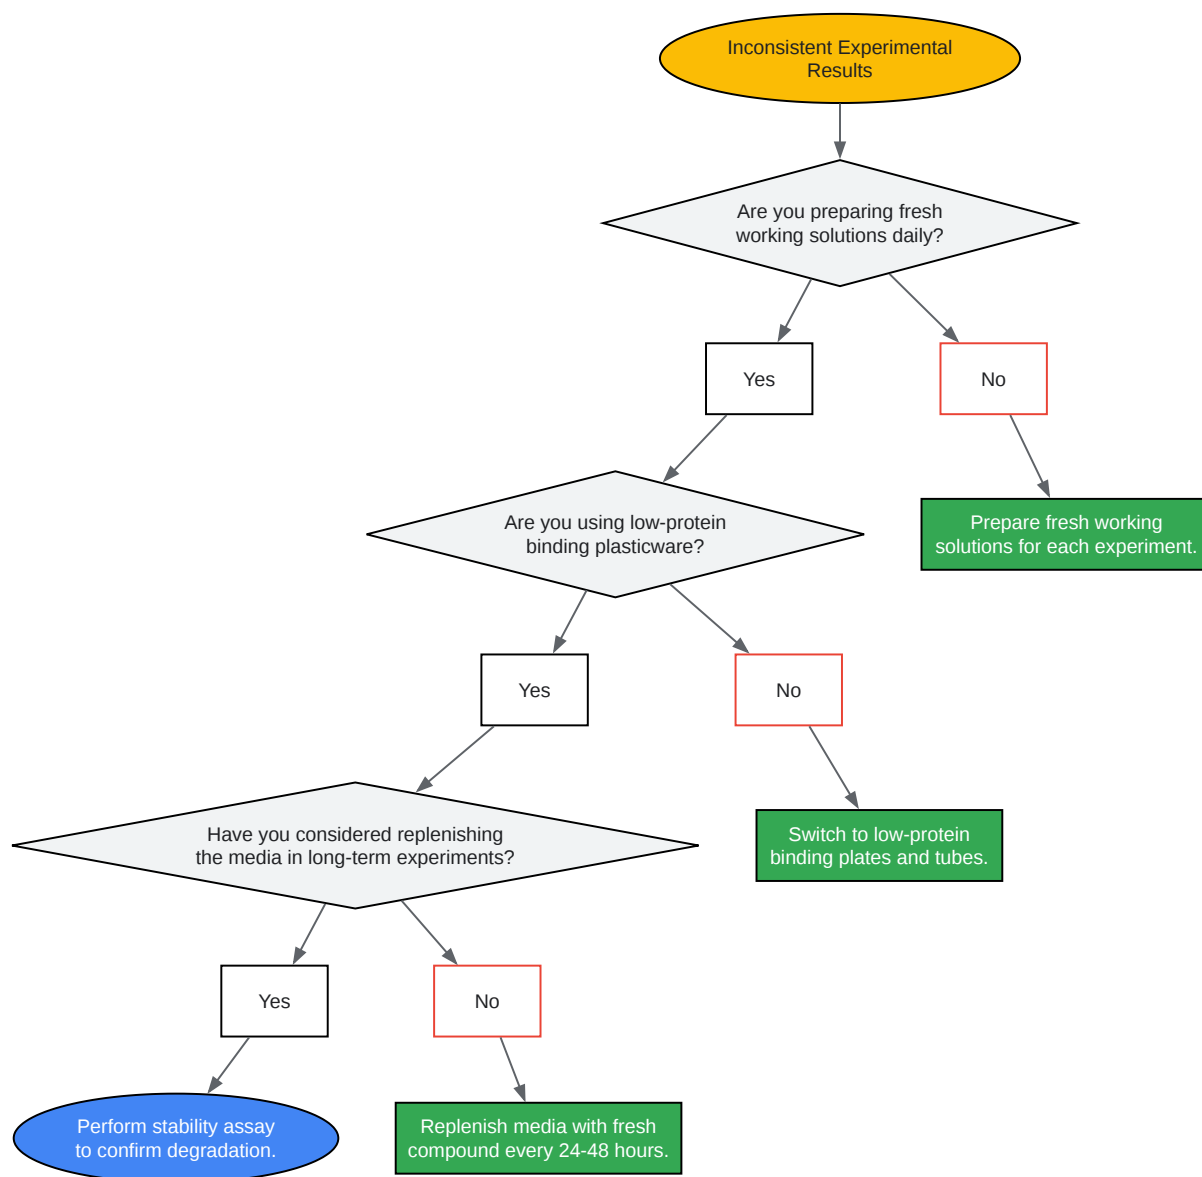 Inconsistent Experimental
Results
Are you preparing fresh
working solutions daily?
Yes
No
Prepare fresh working
solutions for each experiment.
Are you using low-protein
binding plasticware?
Yes
No
Switch to low-protein
binding plates and tubes.
Have you considered replenishing
the media in long-term experiments?
Yes
No
Perform stability assay
to confirm degradation.
Replenish media with fresh
compound every 24-48 hours.